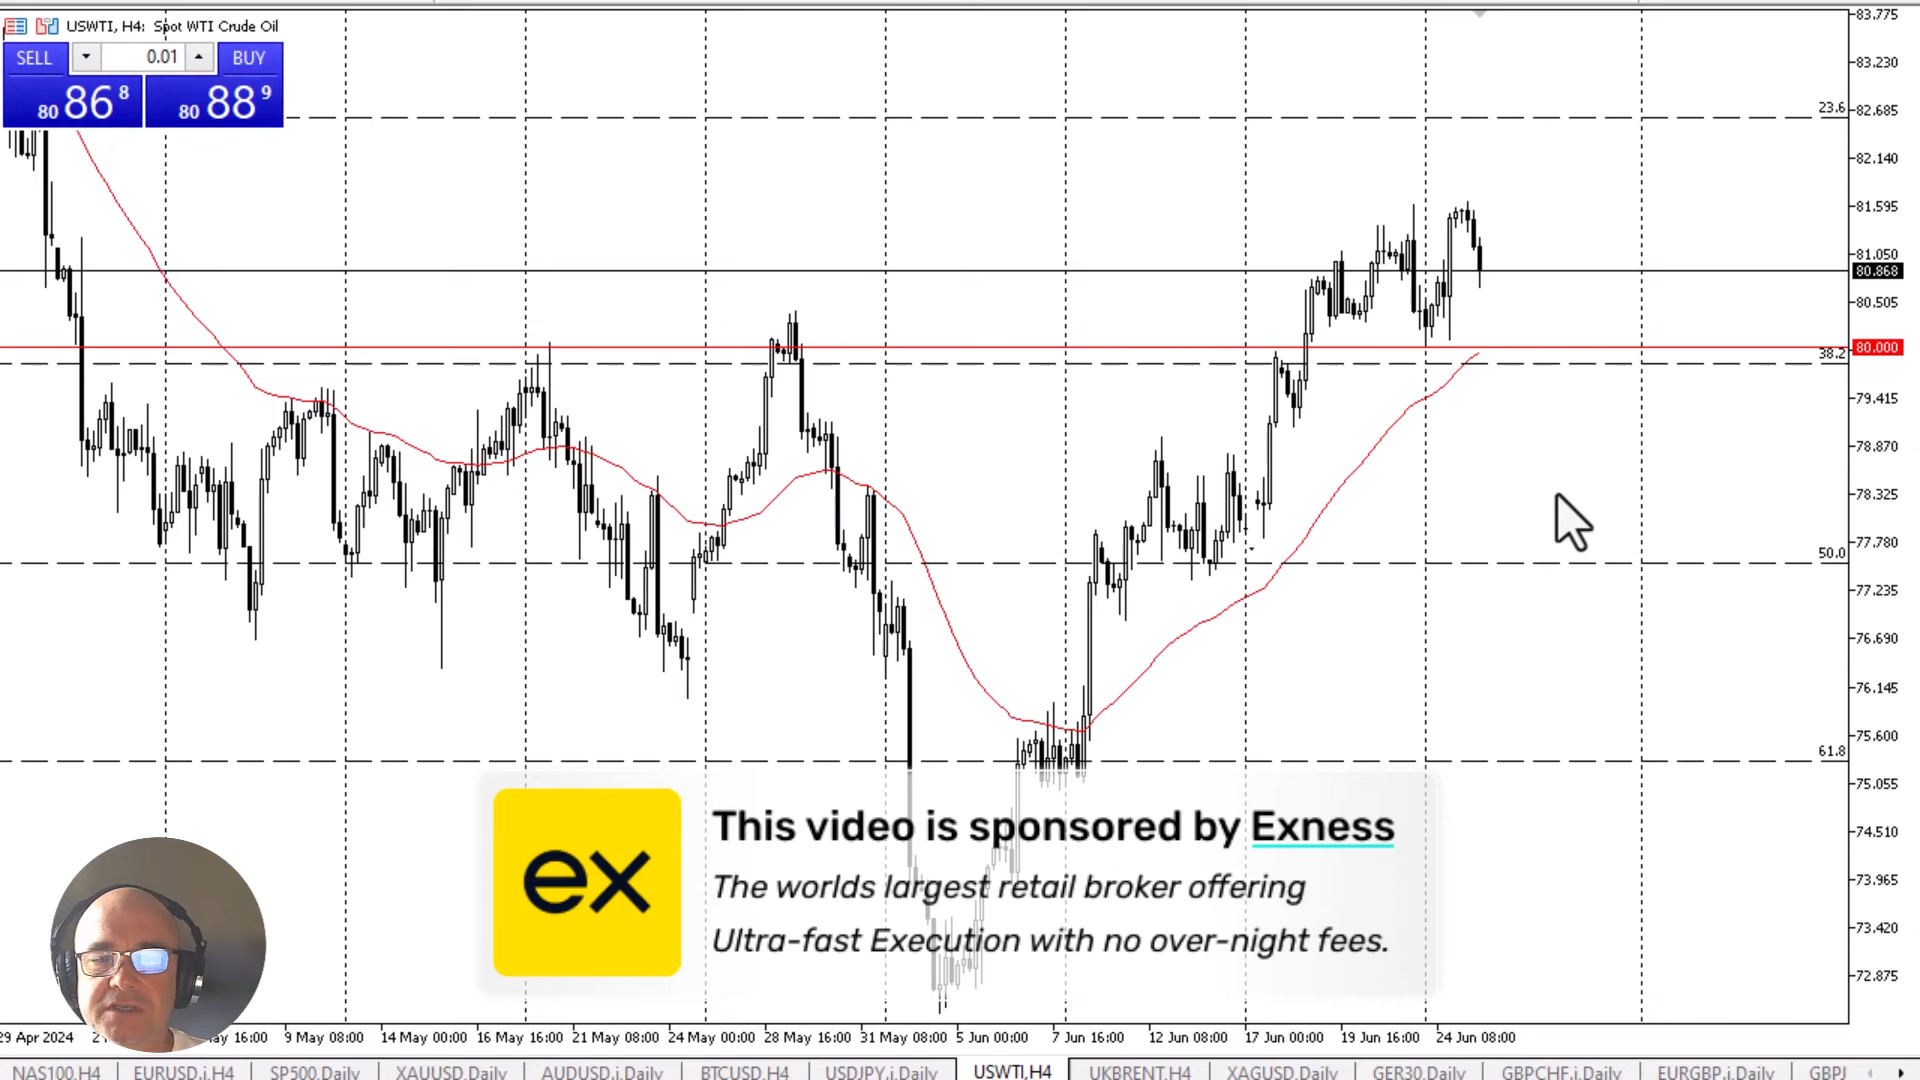 USWTI, H4: Spot WTI Crude Oil
SELL 0.01 BUY
80 86 8 80 88 9
83.775
83.230
23.6
82.685
82.140
81.595
81.050
80.868
80.505
80.000
38.2
79.415
78.870
78.325
77.780
50.0
77.235
76.690
76.145
75.600
61.8
75.055
74.510
73.965
73.420
72.875
ex
This video is sponsored by Exness
The worlds largest retail broker offering
Ultra-fast Execution with no over-night fees.
29 Apr 2024 16:00 9 May 08:00 14 May 00:00 16 May 16:00 21 May 08:00 24 May 00:00 28 May 16:00 31 May 08:00 5 Jun 00:00 7 Jun 16:00 12 Jun 08:00 17 Jun 00:00 19 Jun 16:00 24 Jun 08:00
NAS100,H4 EURUSD.i,H4 SP500,Daily XAUUSD,Daily AUDUSD.i,Daily BTCUSD,H4 USDJPY.i,Daily USWTI,H4 UKBRENT,H4 XAGUSD,Daily GER30,Daily GBPCHF.i,Daily EURGBP.i,Daily GBPJ